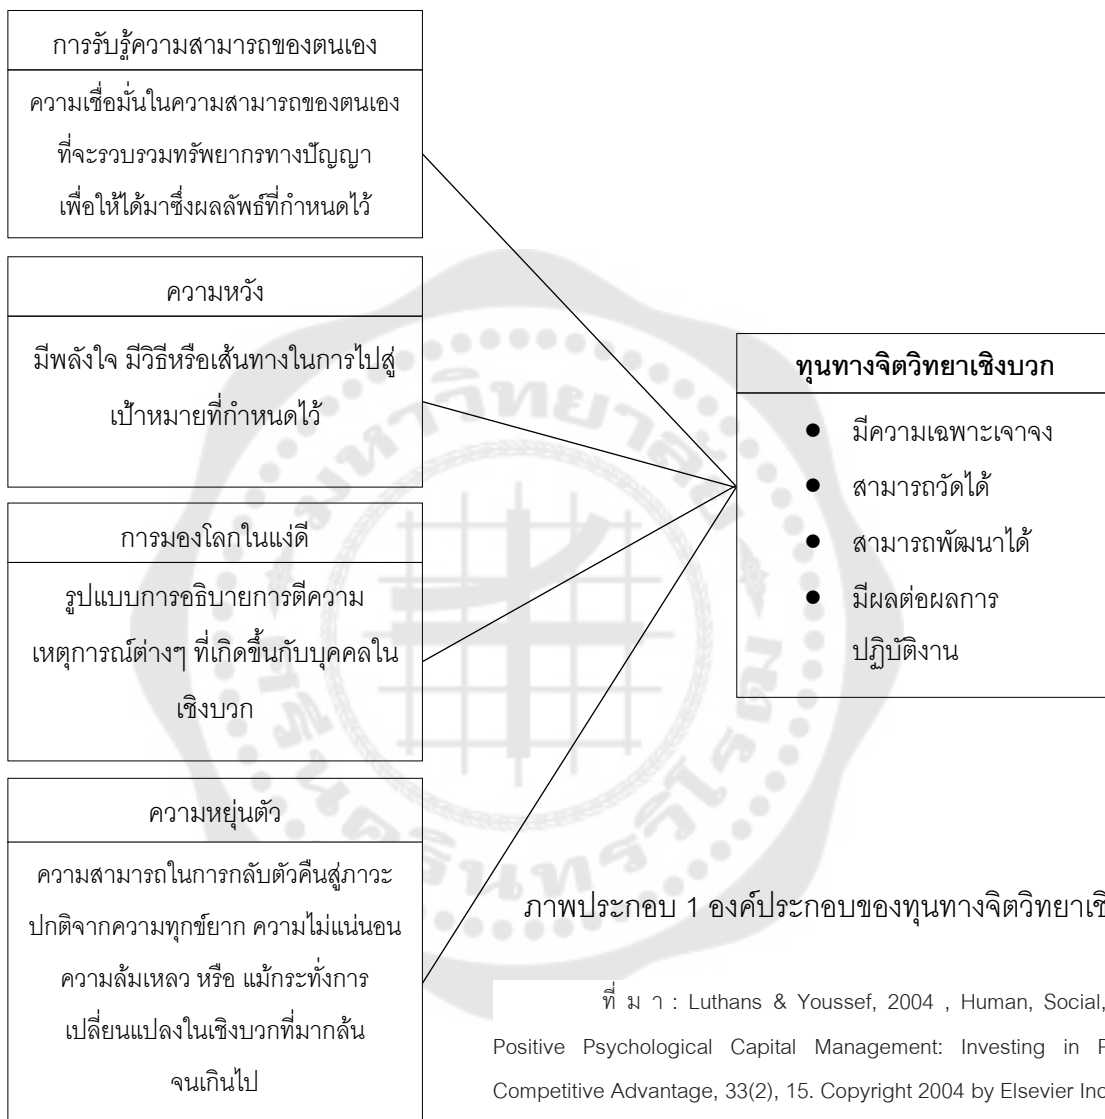 การรับรู้ความสามารถของตนเอง
ความเชื่อมั่นในความสามารถของตนเอง
ที่จะรวบรวมทรัพยากรทางปัญญา
เพื่อให้ได้มาซึ่งผลลัพธ์ที่กำหนดไว้
ความหวัง
มีพลังใจ มีวิธีหรือเส้นทางในการไปสู่
เป้าหมายที่กำหนดไว้
การมองโลกในแง่ดี
รูปแบบการอธิบายการตีความ
เหตุการณ์ต่างๆ ที่เกิดขึ้นกับบุคคลใน
เชิงบวก
ความหยุ่นตัว
ความสามารถในการกลับตัวคืนสู่ภาวะ
ปกติจากความทุกข์ยาก ความไม่แน่นอน
ความล้มเหลว หรือ แม้กระทั่งการ
เปลี่ยนแปลงในเชิงบวกที่มากล้น
จนเกินไป
ทุนทางจิตวิทยาเชิงบวก
● มีความเฉพาะเจาจง
● สามารถวัดได้
● สามารถพัฒนาได้
● มีผลต่อผลการ
ปฏิบัติงาน
ภาพประกอบ 1 องค์ประกอบของทุนทางจิตวิทยาเชิ
ที่ ม า : Luthans & Youssef, 2004 , Human, Social,
Positive Psychological Capital Management: Investing in P
Competitive Advantage, 33(2), 15. Copyright 2004 by Elsevier Inc
มหาวิทยาลัย
ศรีนครินทรวิโรฒ